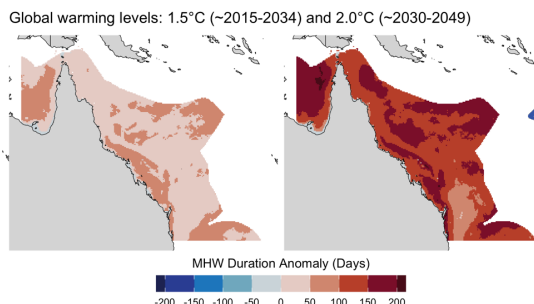 Global warming levels: 1.5°C (~2015-2034) and 2.0°C (~2030-2049)
MHW Duration Anomaly (Days)
-200 -150 -100 -50 0 50 100 150 200